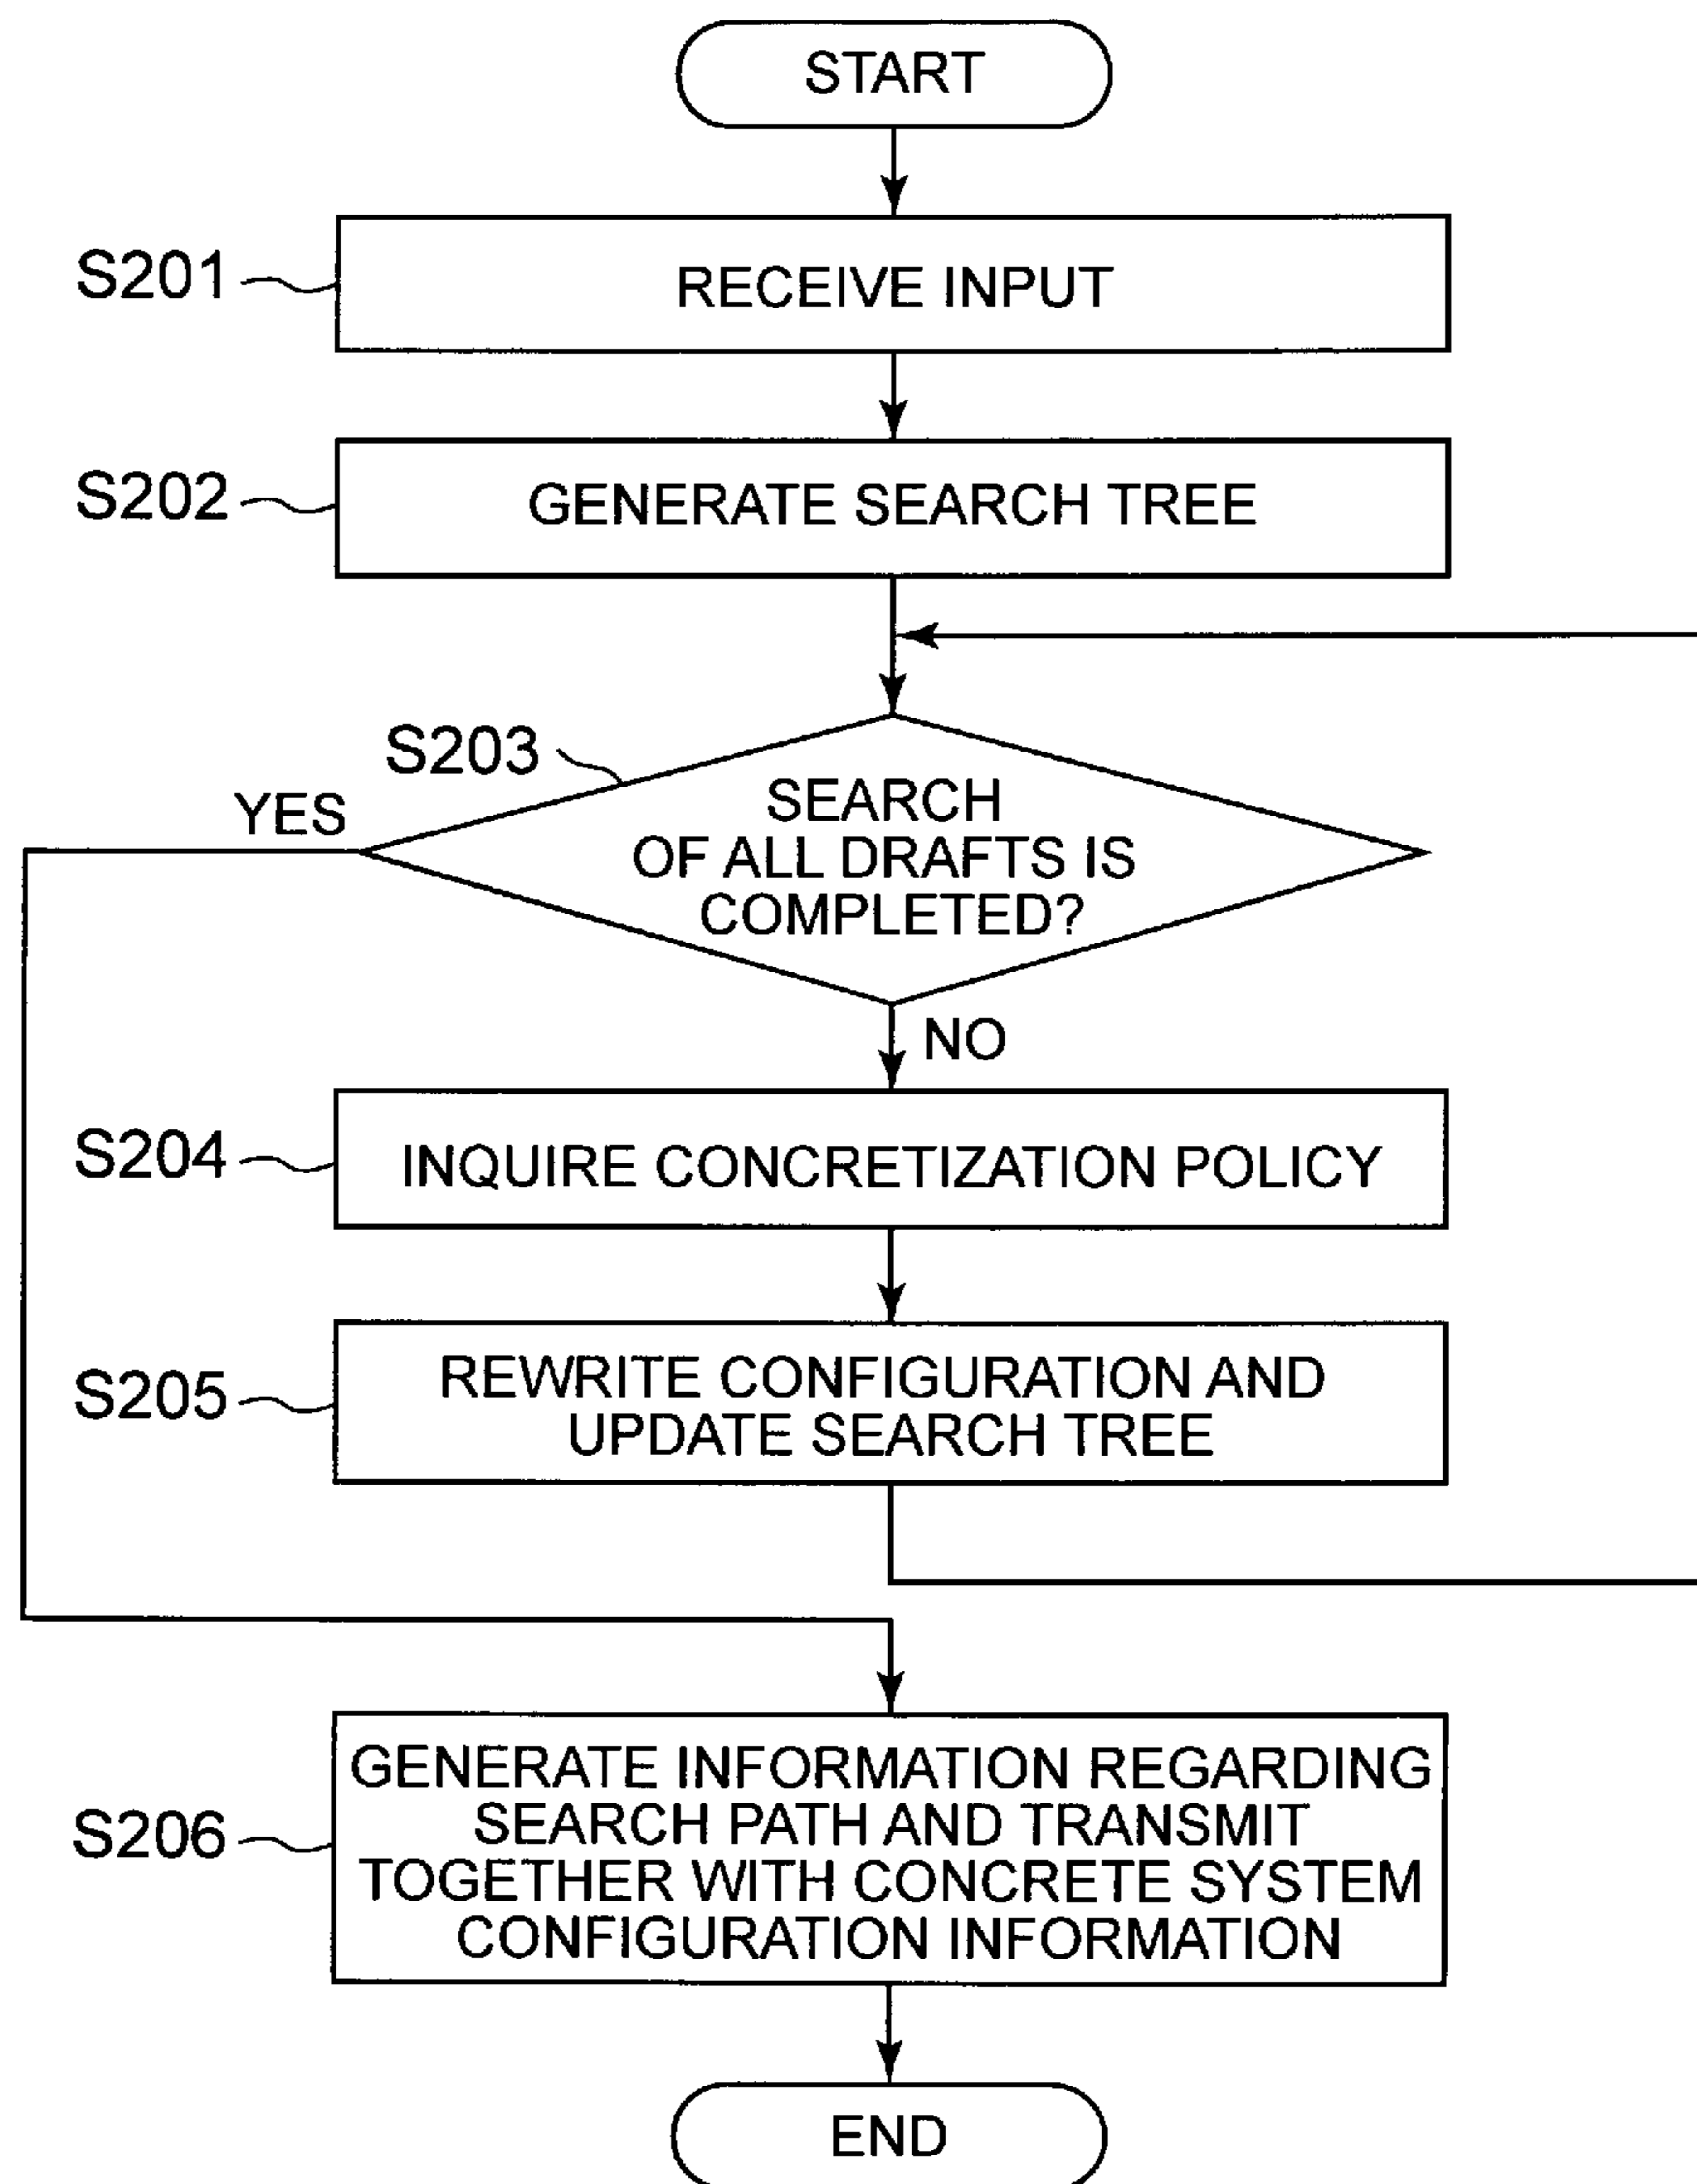 START
S201
RECEIVE INPUT
S202
GENERATE SEARCH TREE
S203
YES
SEARCH
OF ALL DRAFTS IS
COMPLETED?
NO
S204
INQUIRE CONCRETIZATION POLICY
S205
REWRITE CONFIGURATION AND
UPDATE SEARCH TREE
S206
GENERATE INFORMATION REGARDING
SEARCH PATH AND TRANSMIT
TOGETHER WITH CONCRETE SYSTEM
CONFIGURATION INFORMATION
END